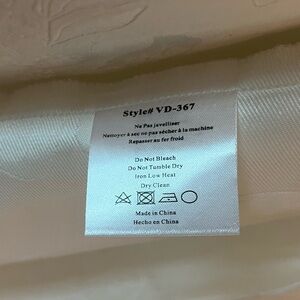 Style# VD-367
Ne Pas javelliser
Nettoyer à sec ne pas sécher à la machine
Repasser au fer froid
Do Not Bleach
Do Not Tumble Dry
Iron Low Heat
Dry Clean
Made in China
Hecho en China